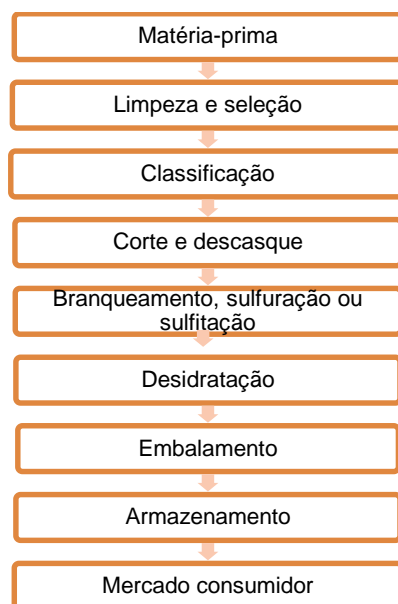 Matéria-prima
Limpeza e seleção
Classificação
Corte e descasque
Branqueamento, sulfuração ou
sulfitação
Desidratação
Embalamento
Armazenamento
Mercado consumidor